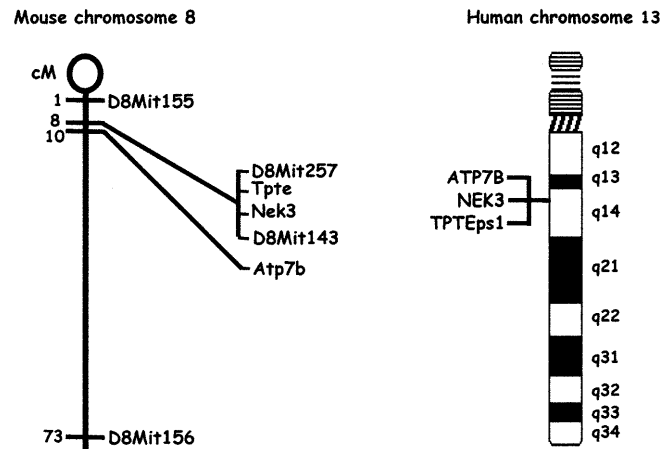 Mouse chromosome 8
Human chromosome 13
cM
1
D8Mit155
8
10
D8Mit257
Tpte
Nek3
D8Mit143
Atp7b
73
D8Mit156
ATP7B
NEK3
TPTEps1
q12
q13
q14
q21
q22
q31
q32
q33
q34